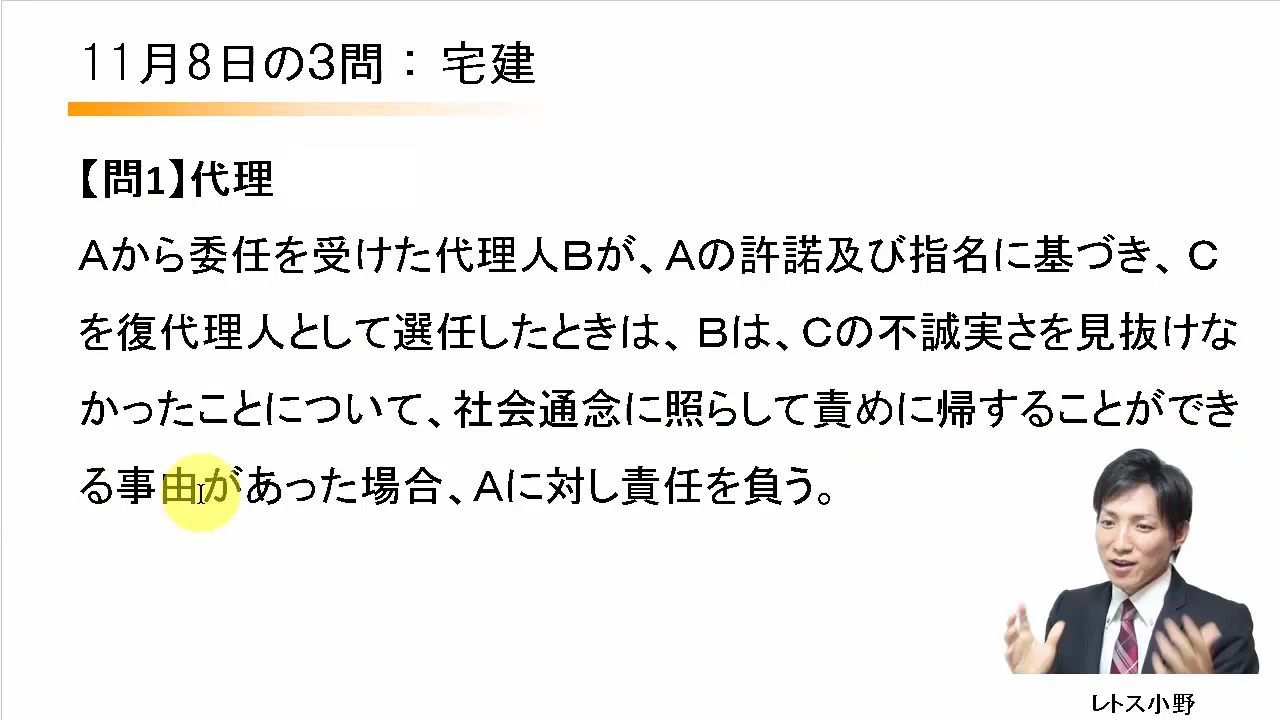 11月8日の3問：宅建
【問1】代理
Aから委任を受けた代理人Bが、Aの許諾及び指名に基づき、C
を復代理人として選任したときは、Bは、Cの不誠実さを見抜けな
かったことについて、社会通念に照らして責めに帰することができ
る事由があった場合、Aに対し責任を負う。
レトス小野